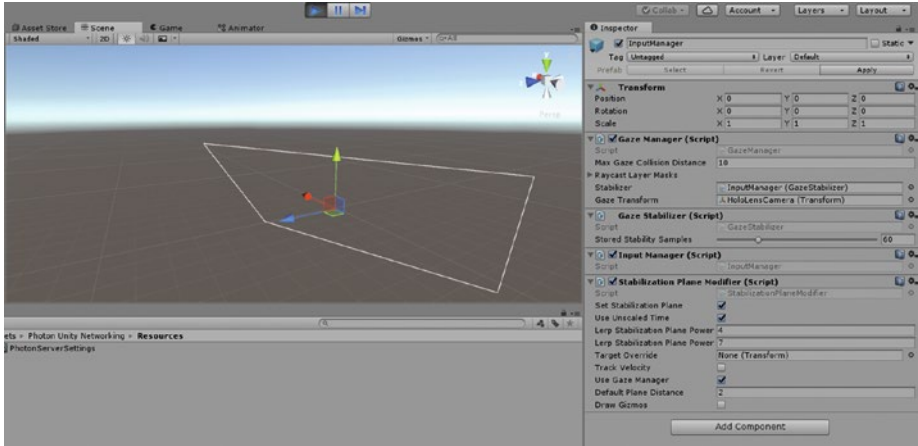 Collab
Account
Layers
Layout
Asset Store
Scene
Game
Animator
Shaded
2D
Gizmos
All
Persp
ets > Photon Unity Networking > Resources
PhotonServerSettings
Inspector
InputManager
Static
Tag Untagged Layer Default
Prefab Select Revert Apply
Transform
Position X 0 Y 0 Z 0
Rotation X 0 Y 0 Z 0
Scale X 1 Y 1 Z 1
Gaze Manager (Script)
Script GazeManager
Max Gaze Collision Distance 10
Raycast Layer Masks
Stabilizer InputManager (GazeStabilizer)
Gaze Transform HoloLensCamera (Transform)
Gaze Stabilizer (Script)
Script GazeStabilizer
Stored Stability Samples 60
Input Manager (Script)
Script InputManager
Stabilization Plane Modifier (Script)
Script StabilizationPlaneModifier
Set Stabilization Plane
Use Unscaled Time
Lerp Stabilization Plane Power 4
Lerp Stabilization Plane Power 7
Target Override None (Transform)
Track Velocity
Use Gaze Manager
Default Plane Distance 2
Draw Gizmos
Add Component